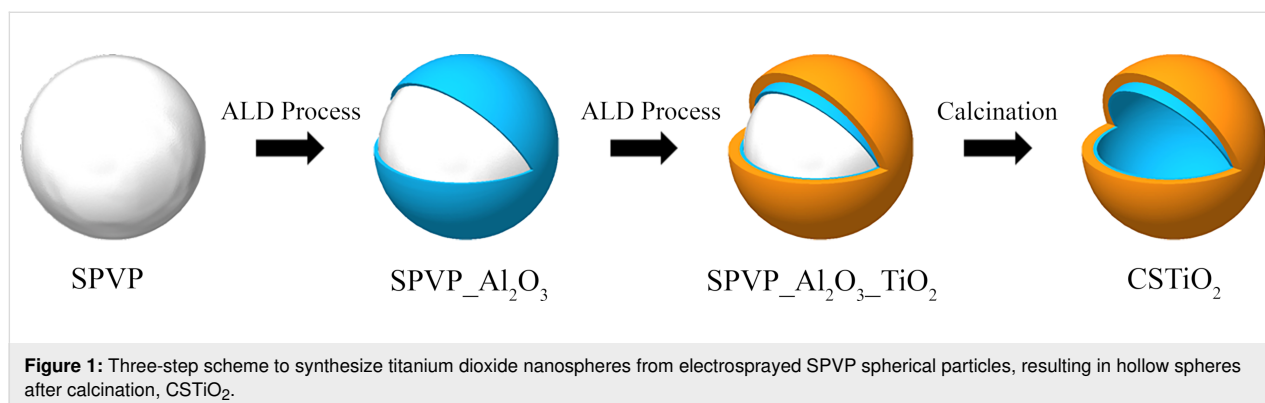 ALD Process
ALD Process
Calcination
SPVP
SPVP_Al₂O₃
SPVP_Al₂O₃_TiO₂
CSTiO₂
Figure 1: Three-step scheme to synthesize titanium dioxide nanospheres from electrosprayed SPVP spherical particles, resulting in hollow spheres
after calcination, CSTiO₂.